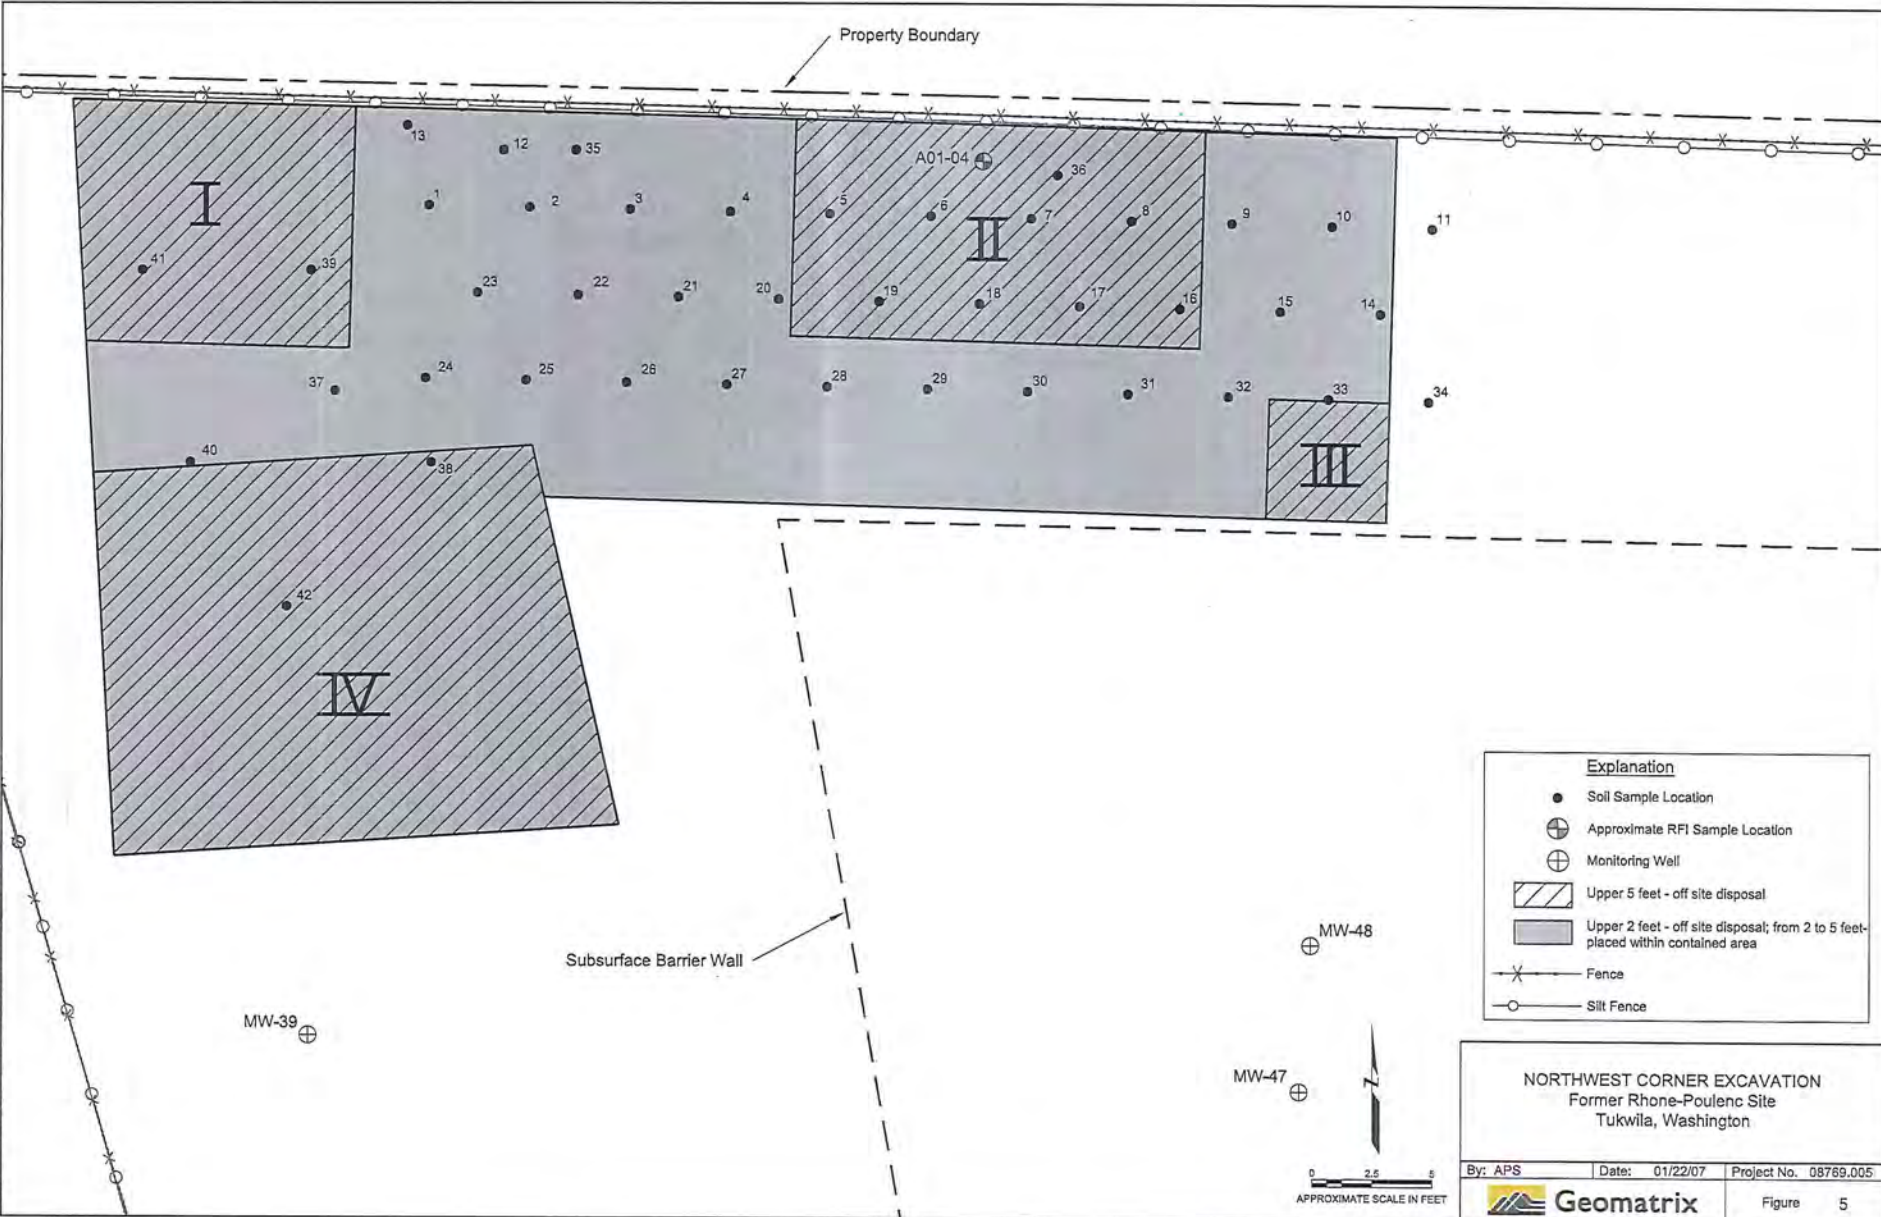 Property Boundary
13
12
35
A01-04
36
I
1
2
3
4
5
6
7
8
9
10
11
II
41
39
23
22
21
20
19
18
17
16
15
14
37
24
25
26
27
28
29
30
31
32
33
34
40
38
III
42
IV
Subsurface Barrier Wall
MW-48
MW-39
MW-47
N
0 2.5 5
APPROXIMATE SCALE IN FEET
Explanation
Soil Sample Location
Approximate RFI Sample Location
Monitoring Well
Upper 5 feet - off site disposal
Upper 2 feet - off site disposal; from 2 to 5 feet-
placed within contained area
Fence
Silt Fence
NORTHWEST CORNER EXCAVATION
Former Rhone-Poulenc Site
Tukwila, Washington
By: APS Date: 01/22/07 Project No. 08769.005
Geomatrix Figure 5